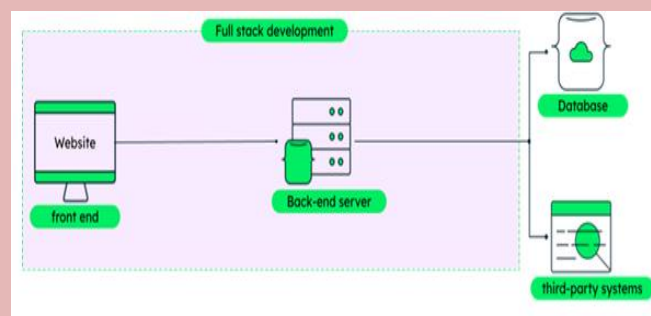 Full stack development
Website
front end
Back-end server
Database
third-party systems